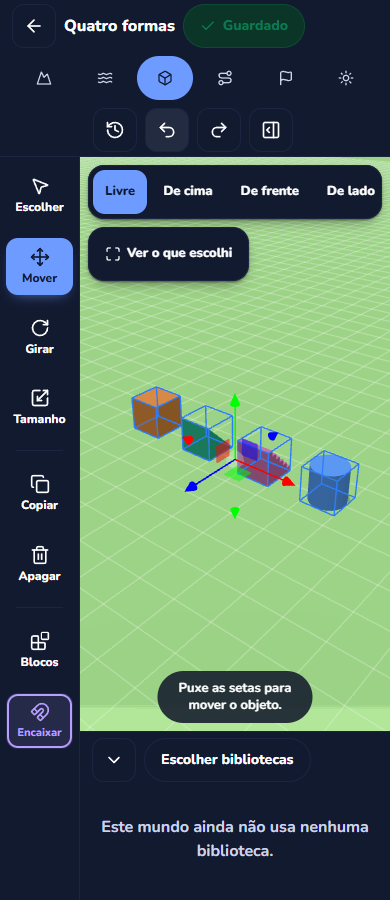 Quatro formas
Guardado
Escolher
Mover
Girar
Tamanho
Copiar
Apagar
Blocos
Encaixar
Livre
De cima
De frente
De lado
Ver o que escolhi
Puxe as setas para
mover o objeto.
Escolher bibliotecas
Este mundo ainda não usa nenhuma
biblioteca.